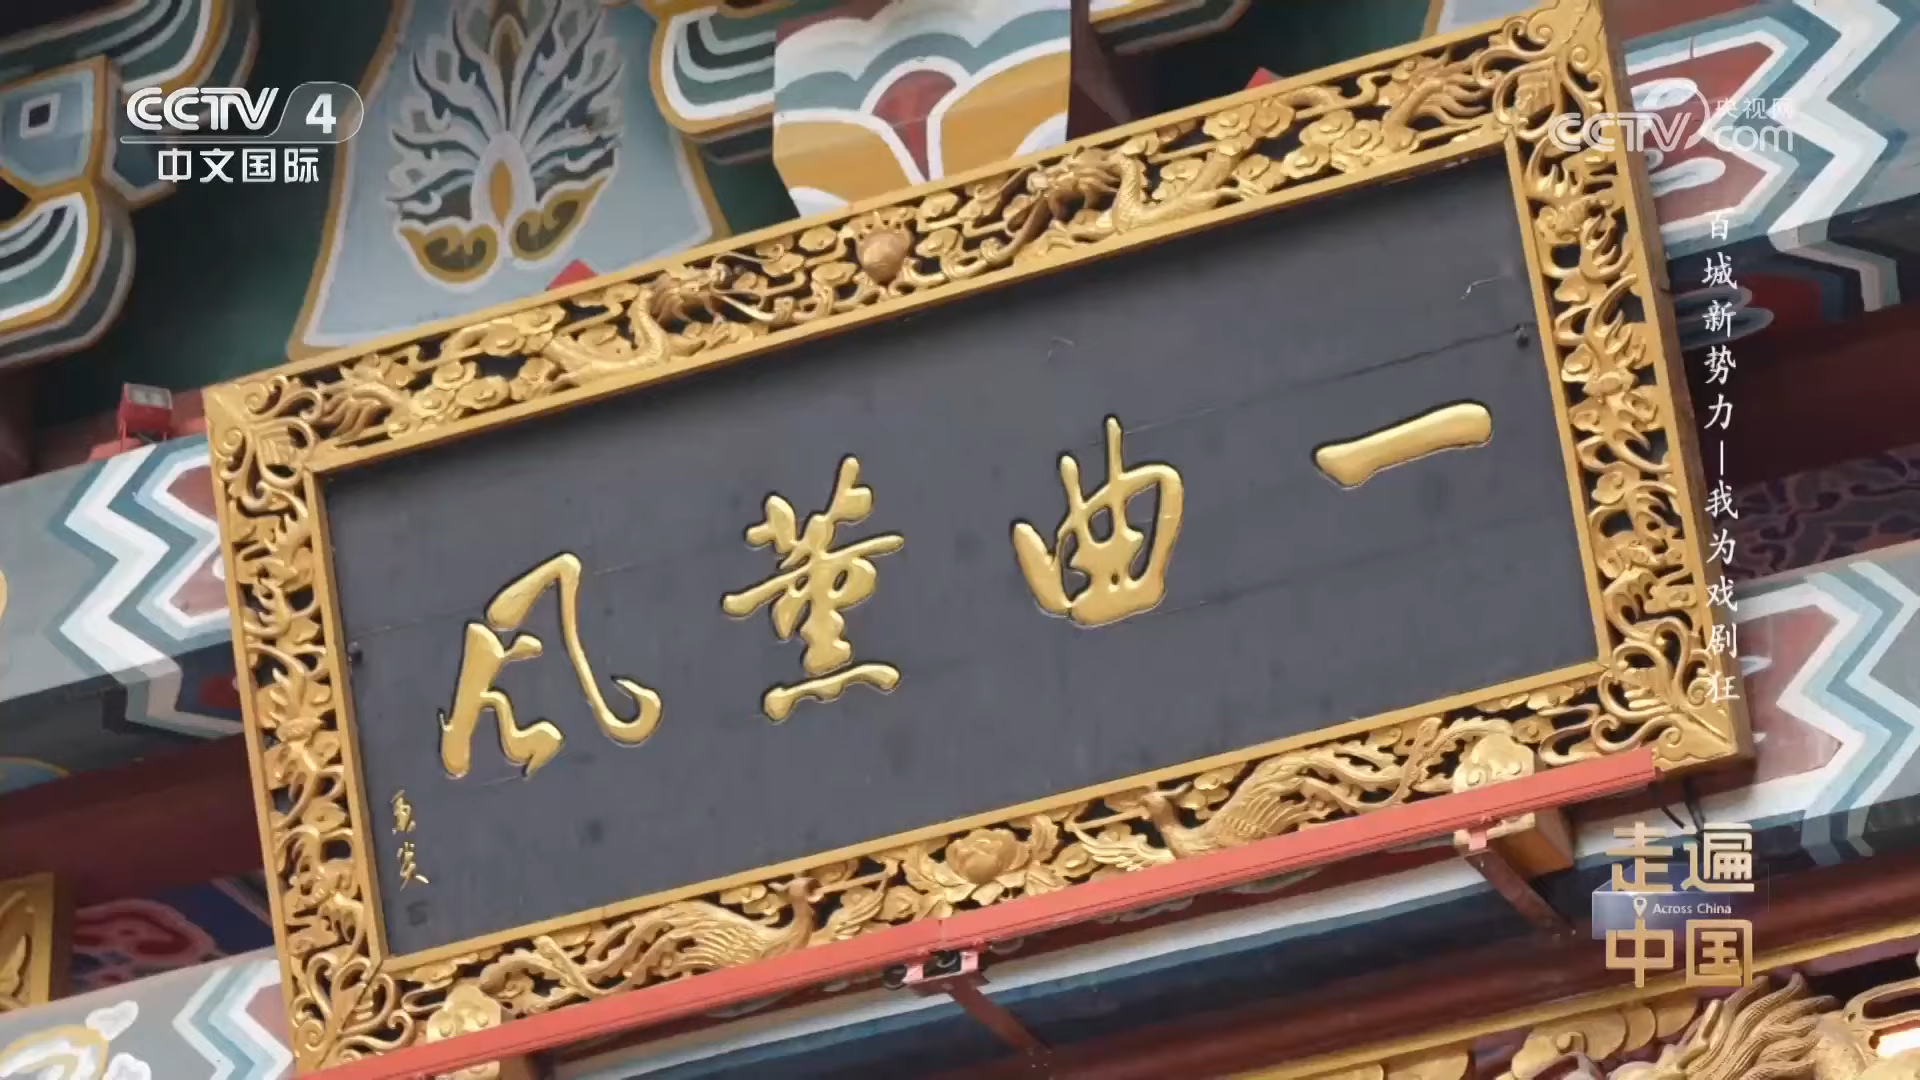 CCTV 4
中文国际
央视网
CCTV.com
百城新势力—我为戏剧狂
一曲薰风
走遍
Across China
中国